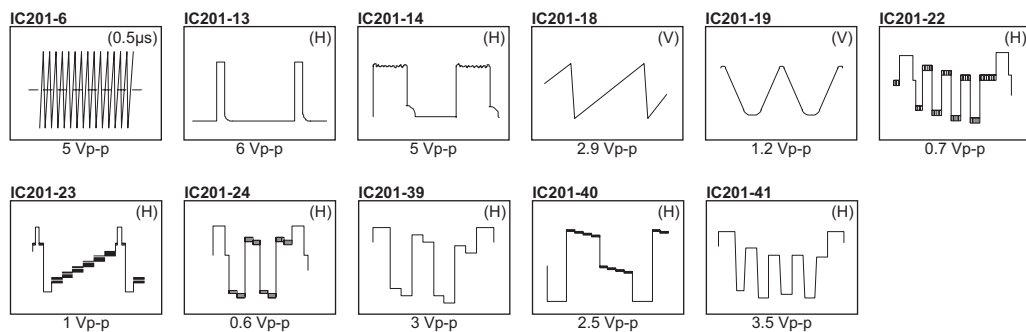 IC201-6 IC201-13 IC201-14 IC201-18 IC201-19 IC201-22
(0.5µs) (H) (H) (V) (V) (H)
5 Vp-p 6 Vp-p 5 Vp-p 2.9 Vp-p 1.2 Vp-p 0.7 Vp-p
IC201-23 IC201-24 IC201-39 IC201-40 IC201-41
(H) (H) (H) (H) (H)
1 Vp-p 0.6 Vp-p 3 Vp-p 2.5 Vp-p 3.5 Vp-p